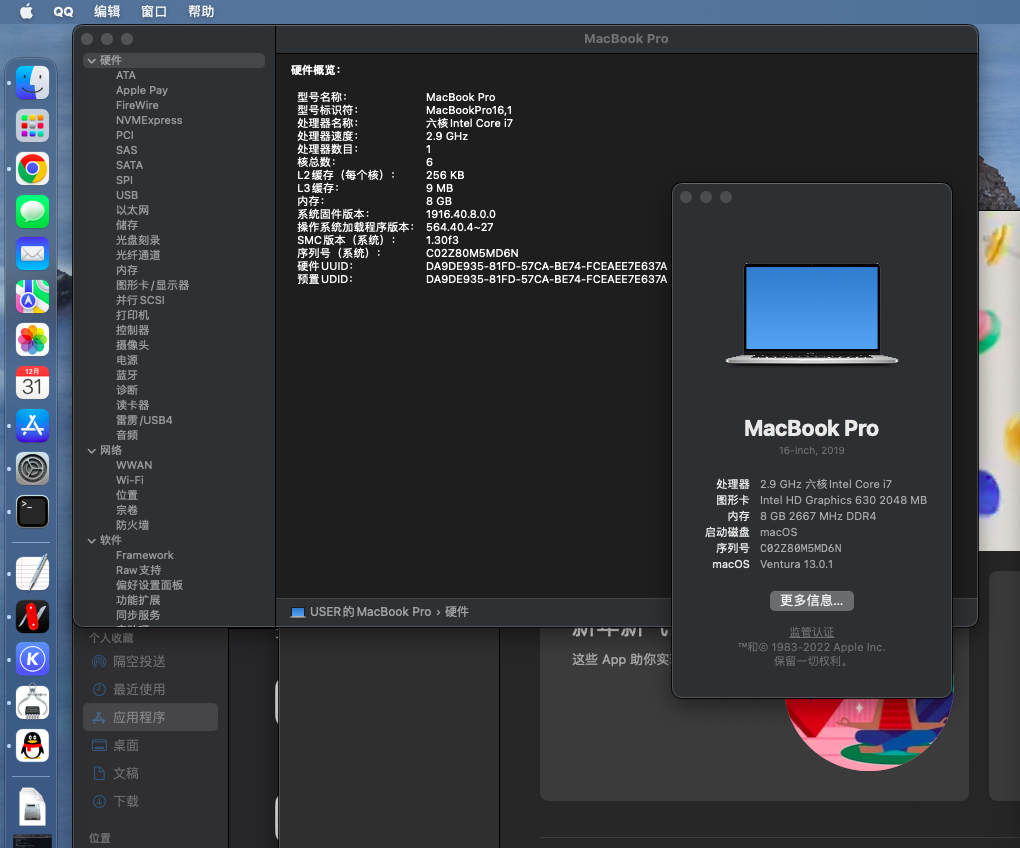 QQ 编辑 窗口 帮助
MacBook Pro
硬件
ATA
Apple Pay
FireWire
NVMExpress
PCI
SAS
SATA
SPI
USB
以太网
储存
光盘刻录
光纤通道
内存
图形卡/显示器
并行SCSI
打印机
控制器
摄像头
电源
蓝牙
诊断
读卡器
雷雳/USB4
音频
网络
WWAN
Wi-Fi
位置
宗卷
防火墙
软件
Framework
Raw支持
偏好设置面板
功能扩展
同步服务
硬件概览:
型号名称: MacBook Pro
型号标识符: MacBookPro16,1
处理器名称: 六核Intel Core i7
处理器速度: 2.9 GHz
处理器数目: 1
核总数: 6
L2缓存（每个核）: 256 KB
L3缓存: 9 MB
内存: 8 GB
系统固件版本: 1916.40.8.0.0
操作系统加载程序版本: 564.40.4~27
SMC版本（系统）: 1.30f3
序列号（系统）: C02Z80M5MD6N
硬件UUID: DA9DE935-81FD-57CA-BE74-FCEAEE7E637A
预置UDID: DA9DE935-81FD-57CA-BE74-FCEAEE7E637A
USER的MacBook Pro › 硬件
MacBook Pro
16-inch, 2019
处理器 2.9 GHz 六核Intel Core i7
图形卡 Intel HD Graphics 630 2048 MB
内存 8 GB 2667 MHz DDR4
启动磁盘 macOS
序列号 C02Z80M5MD6N
macOS Ventura 13.0.1
更多信息...
监管认证
™和© 1983-2022 Apple Inc.
保留一切权利。
12月
31
个人收藏
隔空投送
最近使用
应用程序
桌面
文稿
下载
位置
这些 App 助你实